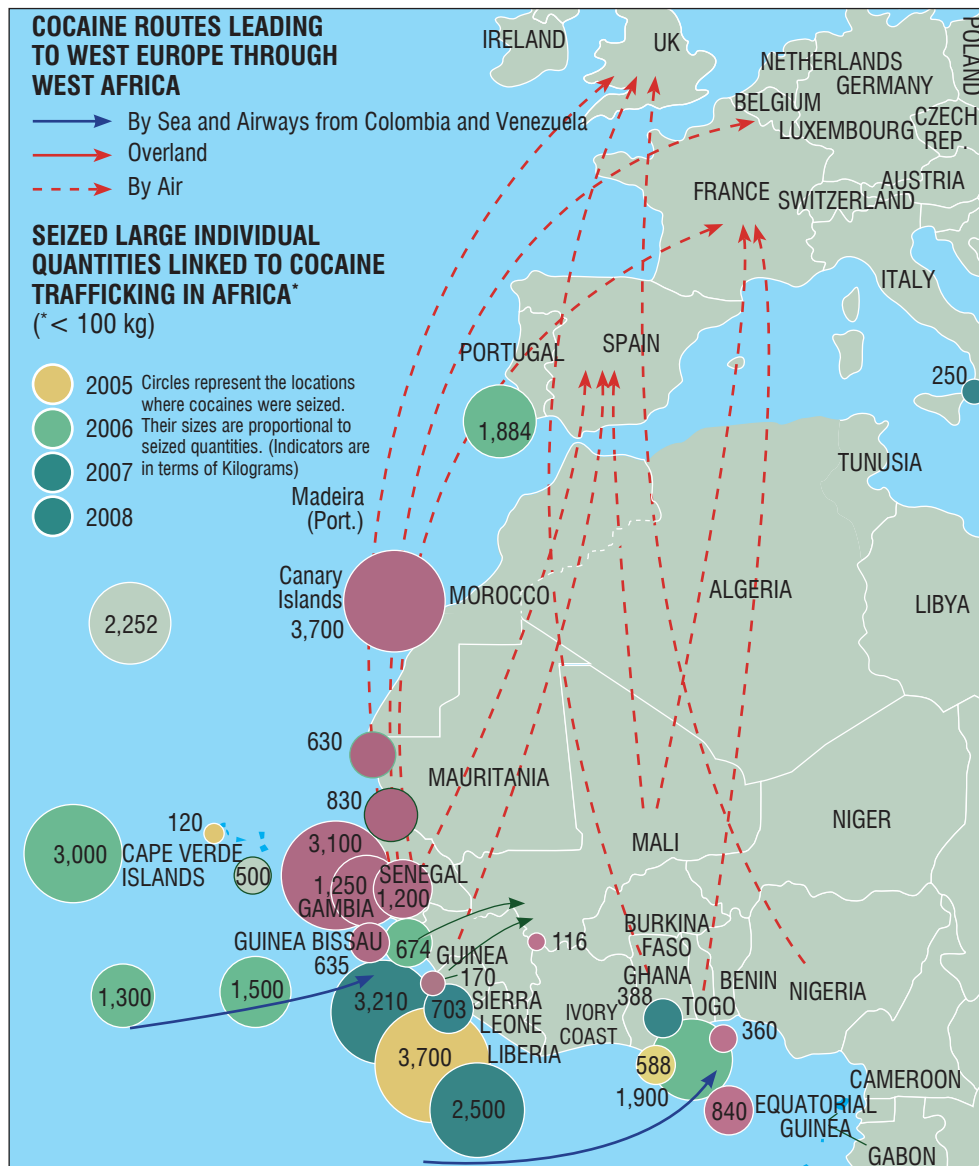 COCAINE ROUTES LEADING
TO WEST EUROPE THROUGH
WEST AFRICA
By Sea and Airways from Colombia and Venezuela
Overland
By Air
SEIZED LARGE INDIVIDUAL
QUANTITIES LINKED TO COCAINE
TRAFFICKING IN AFRICA*
(*< 100 kg)
2005 Circles represent the locations
where cocaines were seized.
2006 Their sizes are proportional to
seized quantities. (Indicators are
in terms of Kilograms)
2007
2008
IRELAND
UK
POLAND
NETHERLANDS
GERMANY
BELGIUM
LUXEMBOURG
CZECH
REP.
FRANCE
AUSTRIA
SWITZERLAND
ITALY
PORTUGAL
SPAIN
250
1,884
TUNUSIA
Madeira
(Port.)
Canary
Islands
3,700
MOROCCO
ALGERIA
LIBYA
2,252
630
MAURITANIA
830
120
3,000
CAPE VERDE
ISLANDS
500
3,100
1,250
GAMBIA
SENEGAL
1,200
MALI
NIGER
GUINEA BISSAU
635
674
GUINEA
170
116
BURKINA
FASO
GHANA
388
BENIN
TOGO
NIGERIA
1,300
1,500
3,210
703
SIERRA
LEONE
IVORY
COAST
360
3,700
LIBERIA
588
1,900
2,500
840
EQUATORIAL
GUINEA
CAMEROON
GABON